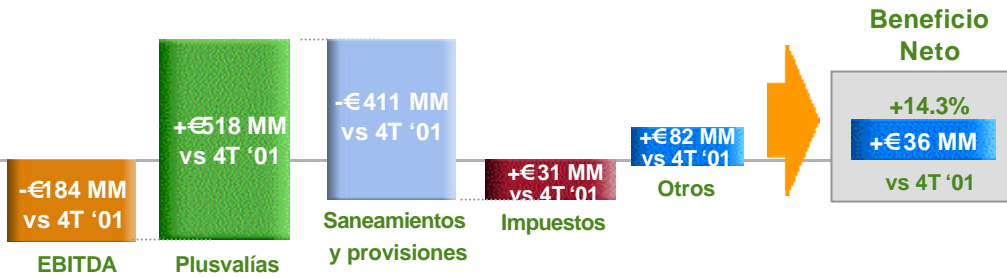 -€184 MM
vs 4T ‘01
EBITDA
+€518 MM
vs 4T ‘01
Plusvalías
-€411 MM
vs 4T ‘01
Saneamientos
y provisiones
+€31 MM
vs 4T ‘01
Impuestos
+€82 MM
vs 4T ‘01
Otros
Beneficio
Neto
+14.3%
+€36 MM
vs 4T ‘01